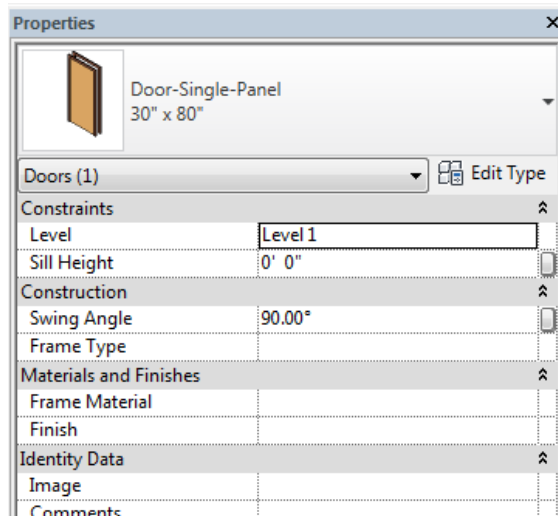 Properties
Door-Single-Panel
30" x 80"
Doors (1)
Edit Type
Constraints
Level Level 1
Sill Height 0' 0"
Construction
Swing Angle 90.00°
Frame Type
Materials and Finishes
Frame Material
Finish
Identity Data
Image
Comments